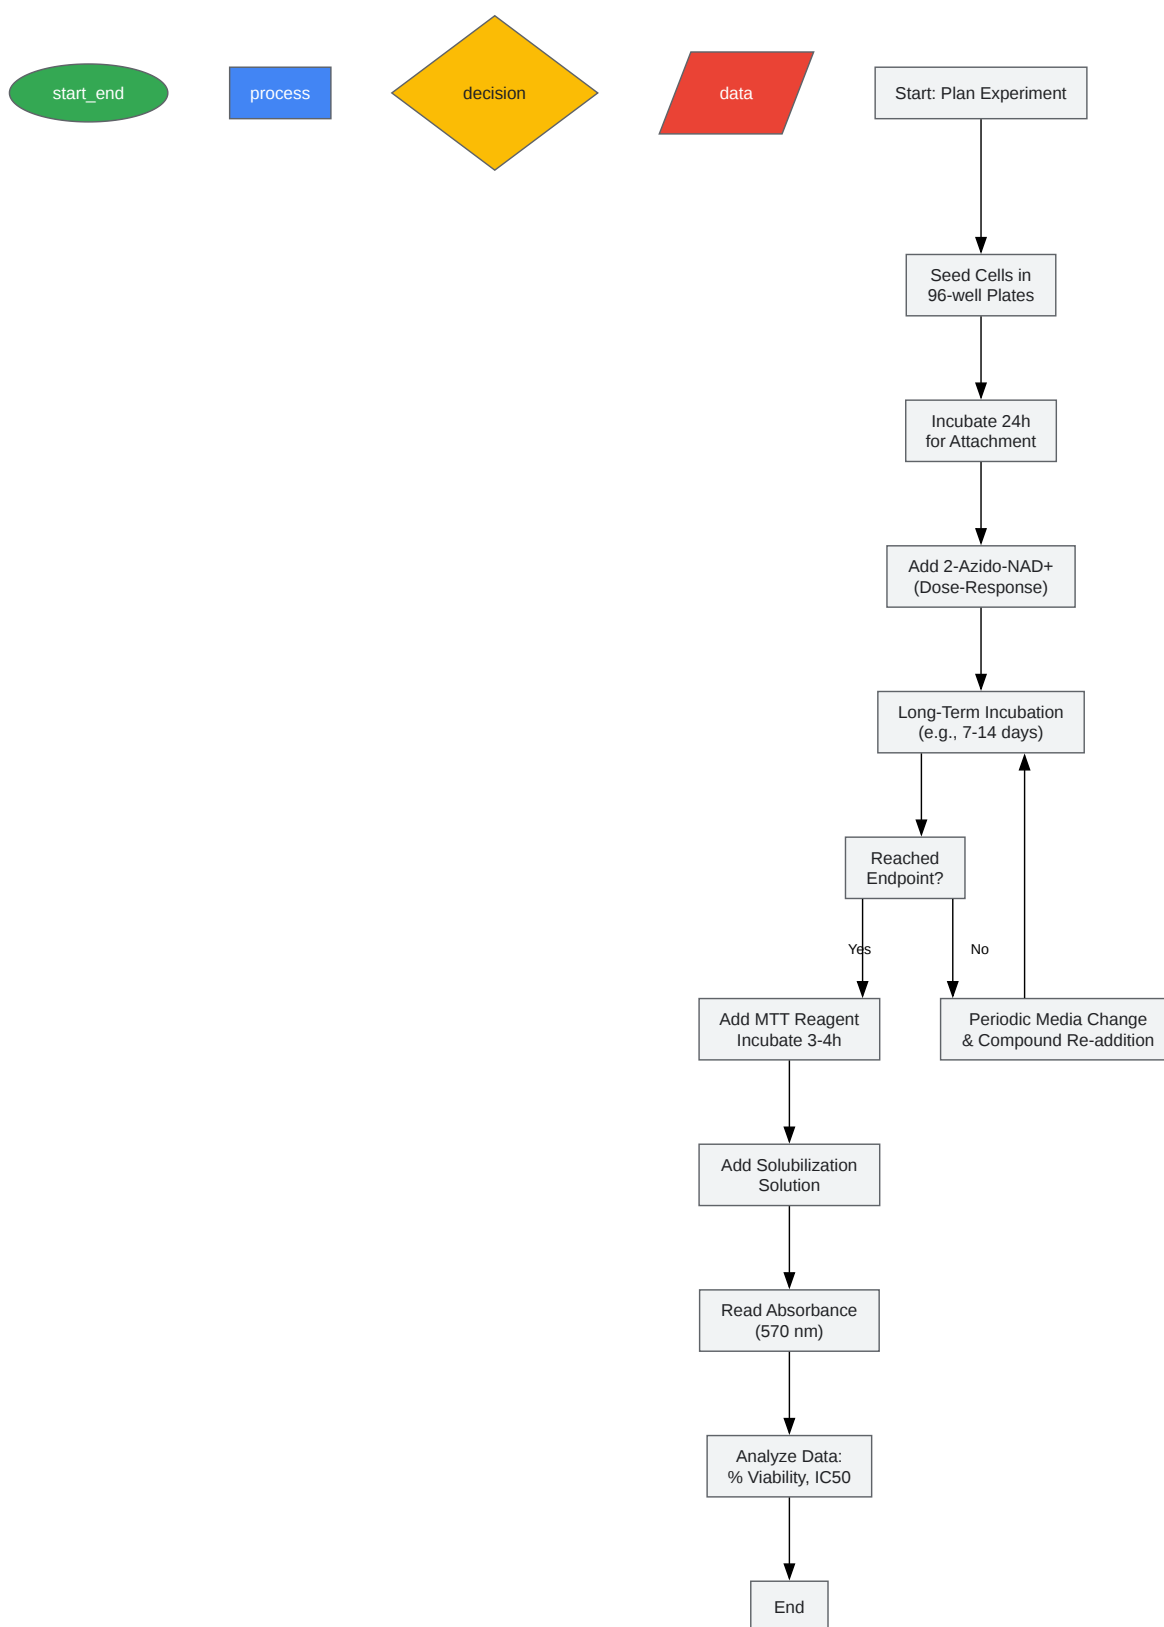 start_end
process
decision
data
Start: Plan Experiment
Seed Cells in
96-well Plates
Incubate 24h
for Attachment
Add 2-Azido-NAD+
(Dose-Response)
Long-Term Incubation
(e.g., 7-14 days)
Reached
Endpoint?
Yes
No
Add MTT Reagent
Incubate 3-4h
Periodic Media Change
& Compound Re-addition
Add Solubilization
Solution
Read Absorbance
(570 nm)
Analyze Data:
% Viability, IC50
End